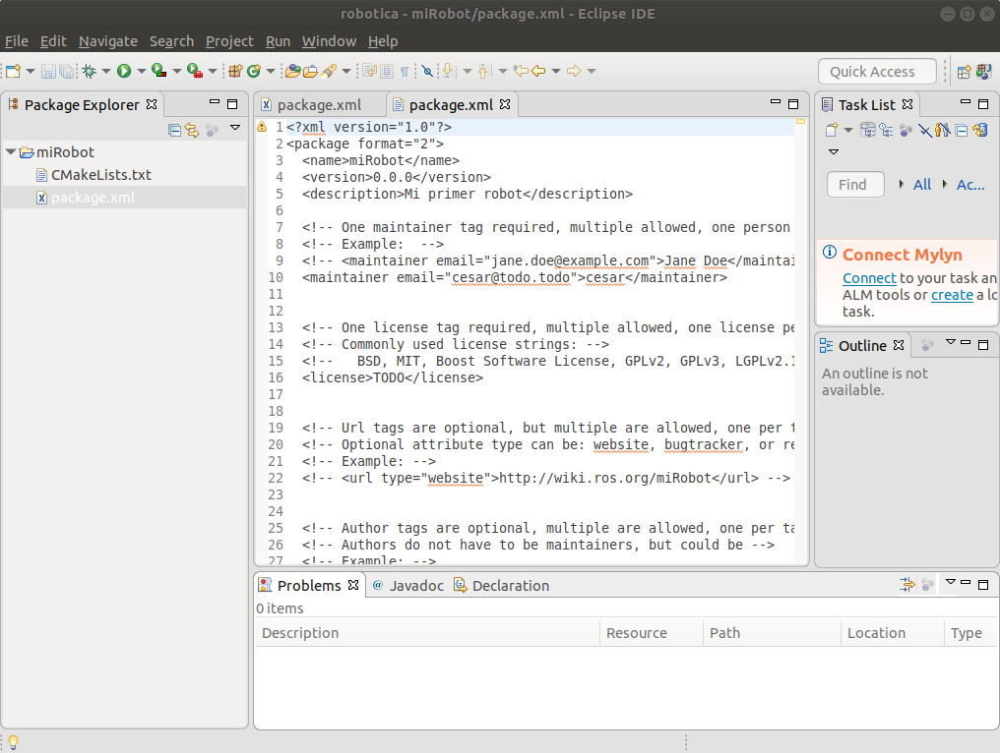 robotica - miRobot/package.xml - Eclipse IDE
File Edit Navigate Search Project Run Window Help
Quick Access
Package Explorer
miRobot
CMakeLists.txt
package.xml
package.xml package.xml
1 <?xml version="1.0"?>
2 <package format="2">
3 <name>miRobot</name>
4 <version>0.0.0</version>
5 <description>Mi primer robot</description>
6
7 <!-- One maintainer tag required, multiple allowed, one person
8 <!-- Example:  -->
9 <!-- <maintainer email="jane.doe@example.com">Jane Doe</maintai
10 <maintainer email="cesar@todo.todo">cesar</maintainer>
11
12
13 <!-- One license tag required, multiple allowed, one license pe
14 <!-- Commonly used license strings: -->
15 <!--   BSD, MIT, Boost Software License, GPLv2, GPLv3, LGPLv2.1
16 <license>TODO</license>
17
18
19 <!-- Url tags are optional, but multiple are allowed, one per t
20 <!-- Optional attribute type can be: website, bugtracker, or re
21 <!-- Example: -->
22 <!-- <url type="website">http://wiki.ros.org/miRobot</url> -->
23
24
25 <!-- Author tags are optional, multiple are allowed, one per ta
26 <!-- Authors do not have to be maintainers, but could be -->
27 <!-- Example: -->
Task List
Find All Ac...
Connect Mylyn
Connect to your task an
ALM tools or create a lo
task.
Outline
An outline is not
available.
Problems @ Javadoc Declaration
0 items
Description Resource Path Location Type